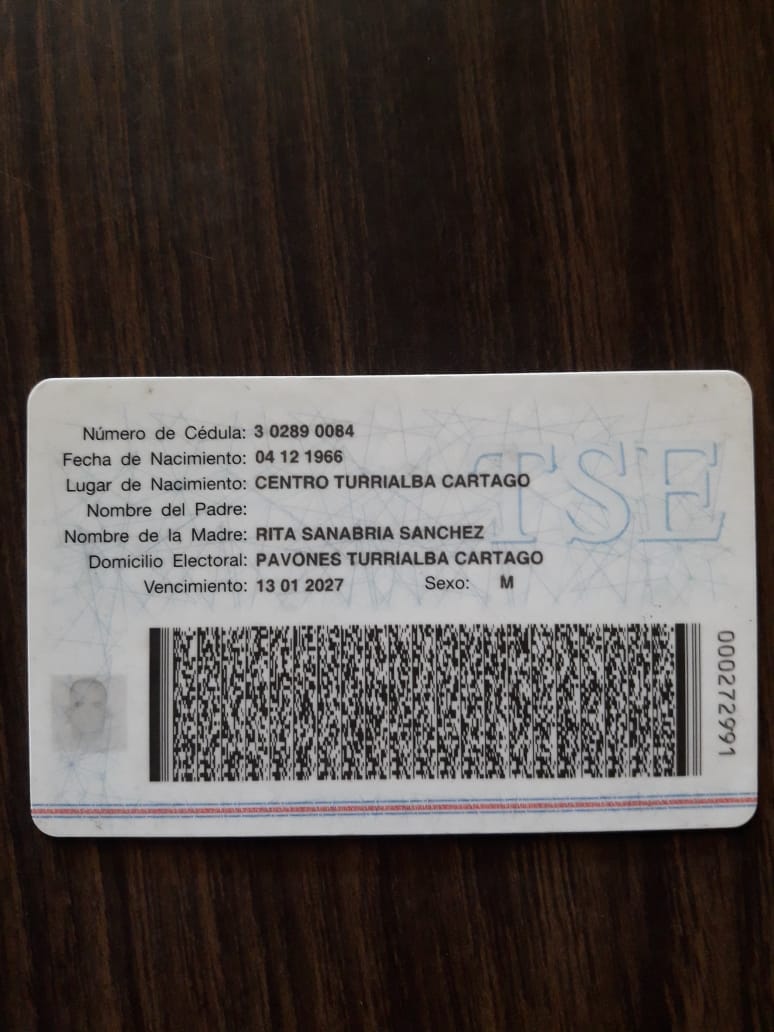 Número de Cédula: 3 0289 0084
Fecha de Nacimiento: 04 12 1966
Lugar de Nacimiento: CENTRO TURRIALBA CARTAGO
Nombre del Padre:
Nombre de la Madre: RITA SANABRIA SANCHEZ
Domicilio Electoral: PAVONES TURRIALBA CARTAGO
Vencimiento: 13 01 2027 Sexo: M
TSE
000272991